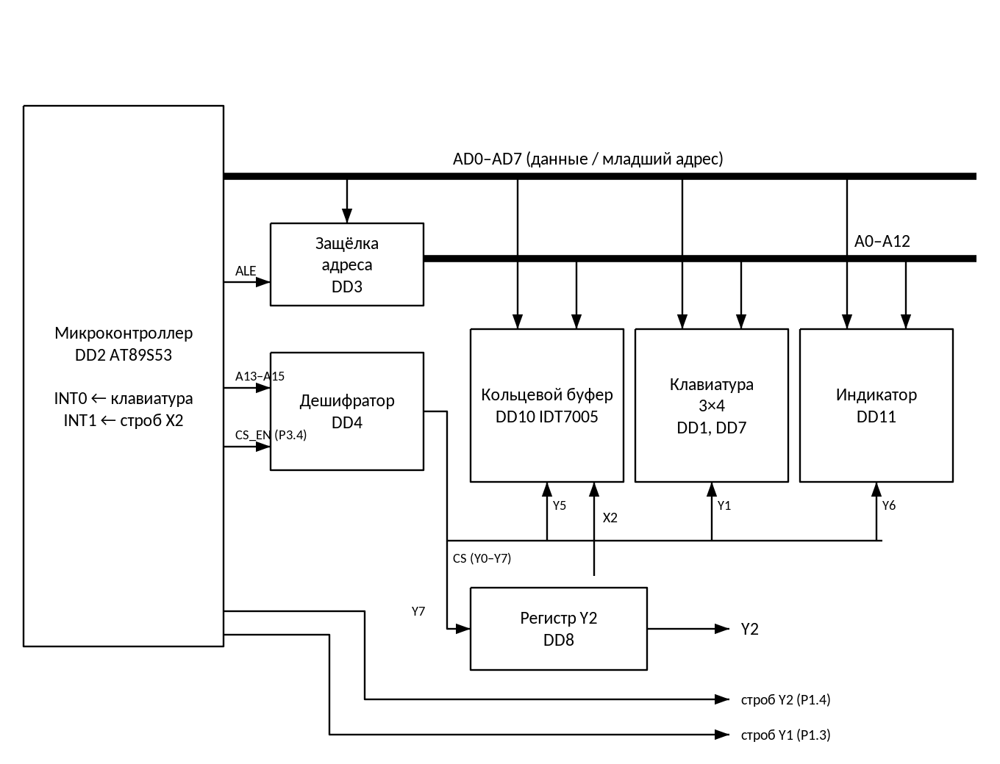 AD0–AD7 (данные / младший адрес)
A0–A12
Защёлка
адреса
DD3
ALE
Микроконтроллер
DD2 AT89S53
INT0 ← клавиатура
INT1 ← строб X2
A13–A15
Дешифратор
DD4
CS_EN (P3.4)
Кольцевой буфер
DD10 IDT7005
Клавиатура
3×4
DD1, DD7
Индикатор
DD11
Y5
X2
Y1
Y6
CS (Y0–Y7)
Y7
Регистр Y2
DD8
Y2
строб Y2 (P1.4)
строб Y1 (P1.3)